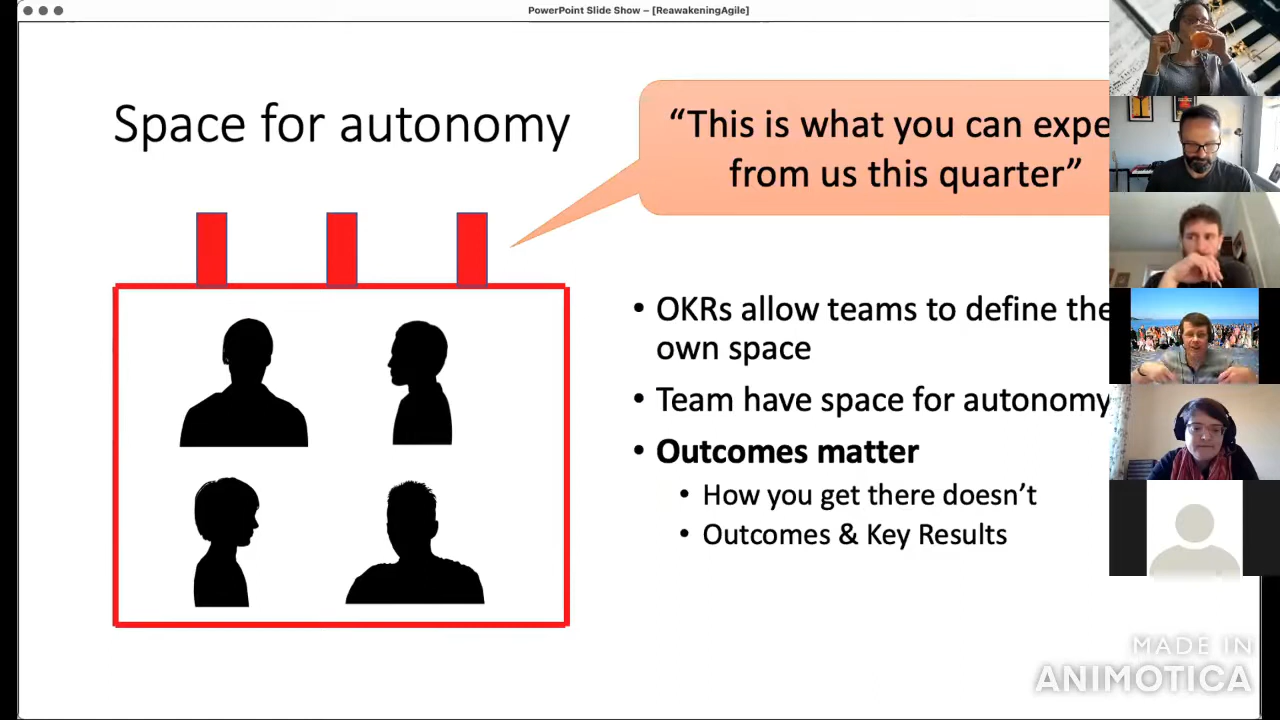 PowerPoint Slide Show – [ReawakeningAgile]
Space for autonomy
“This is what you can expe
from us this quarter”
• OKRs allow teams to define the
own space
• Team have space for autonomy
• Outcomes matter
• How you get there doesn’t
• Outcomes & Key Results
MADE IN
ANIMOTICA